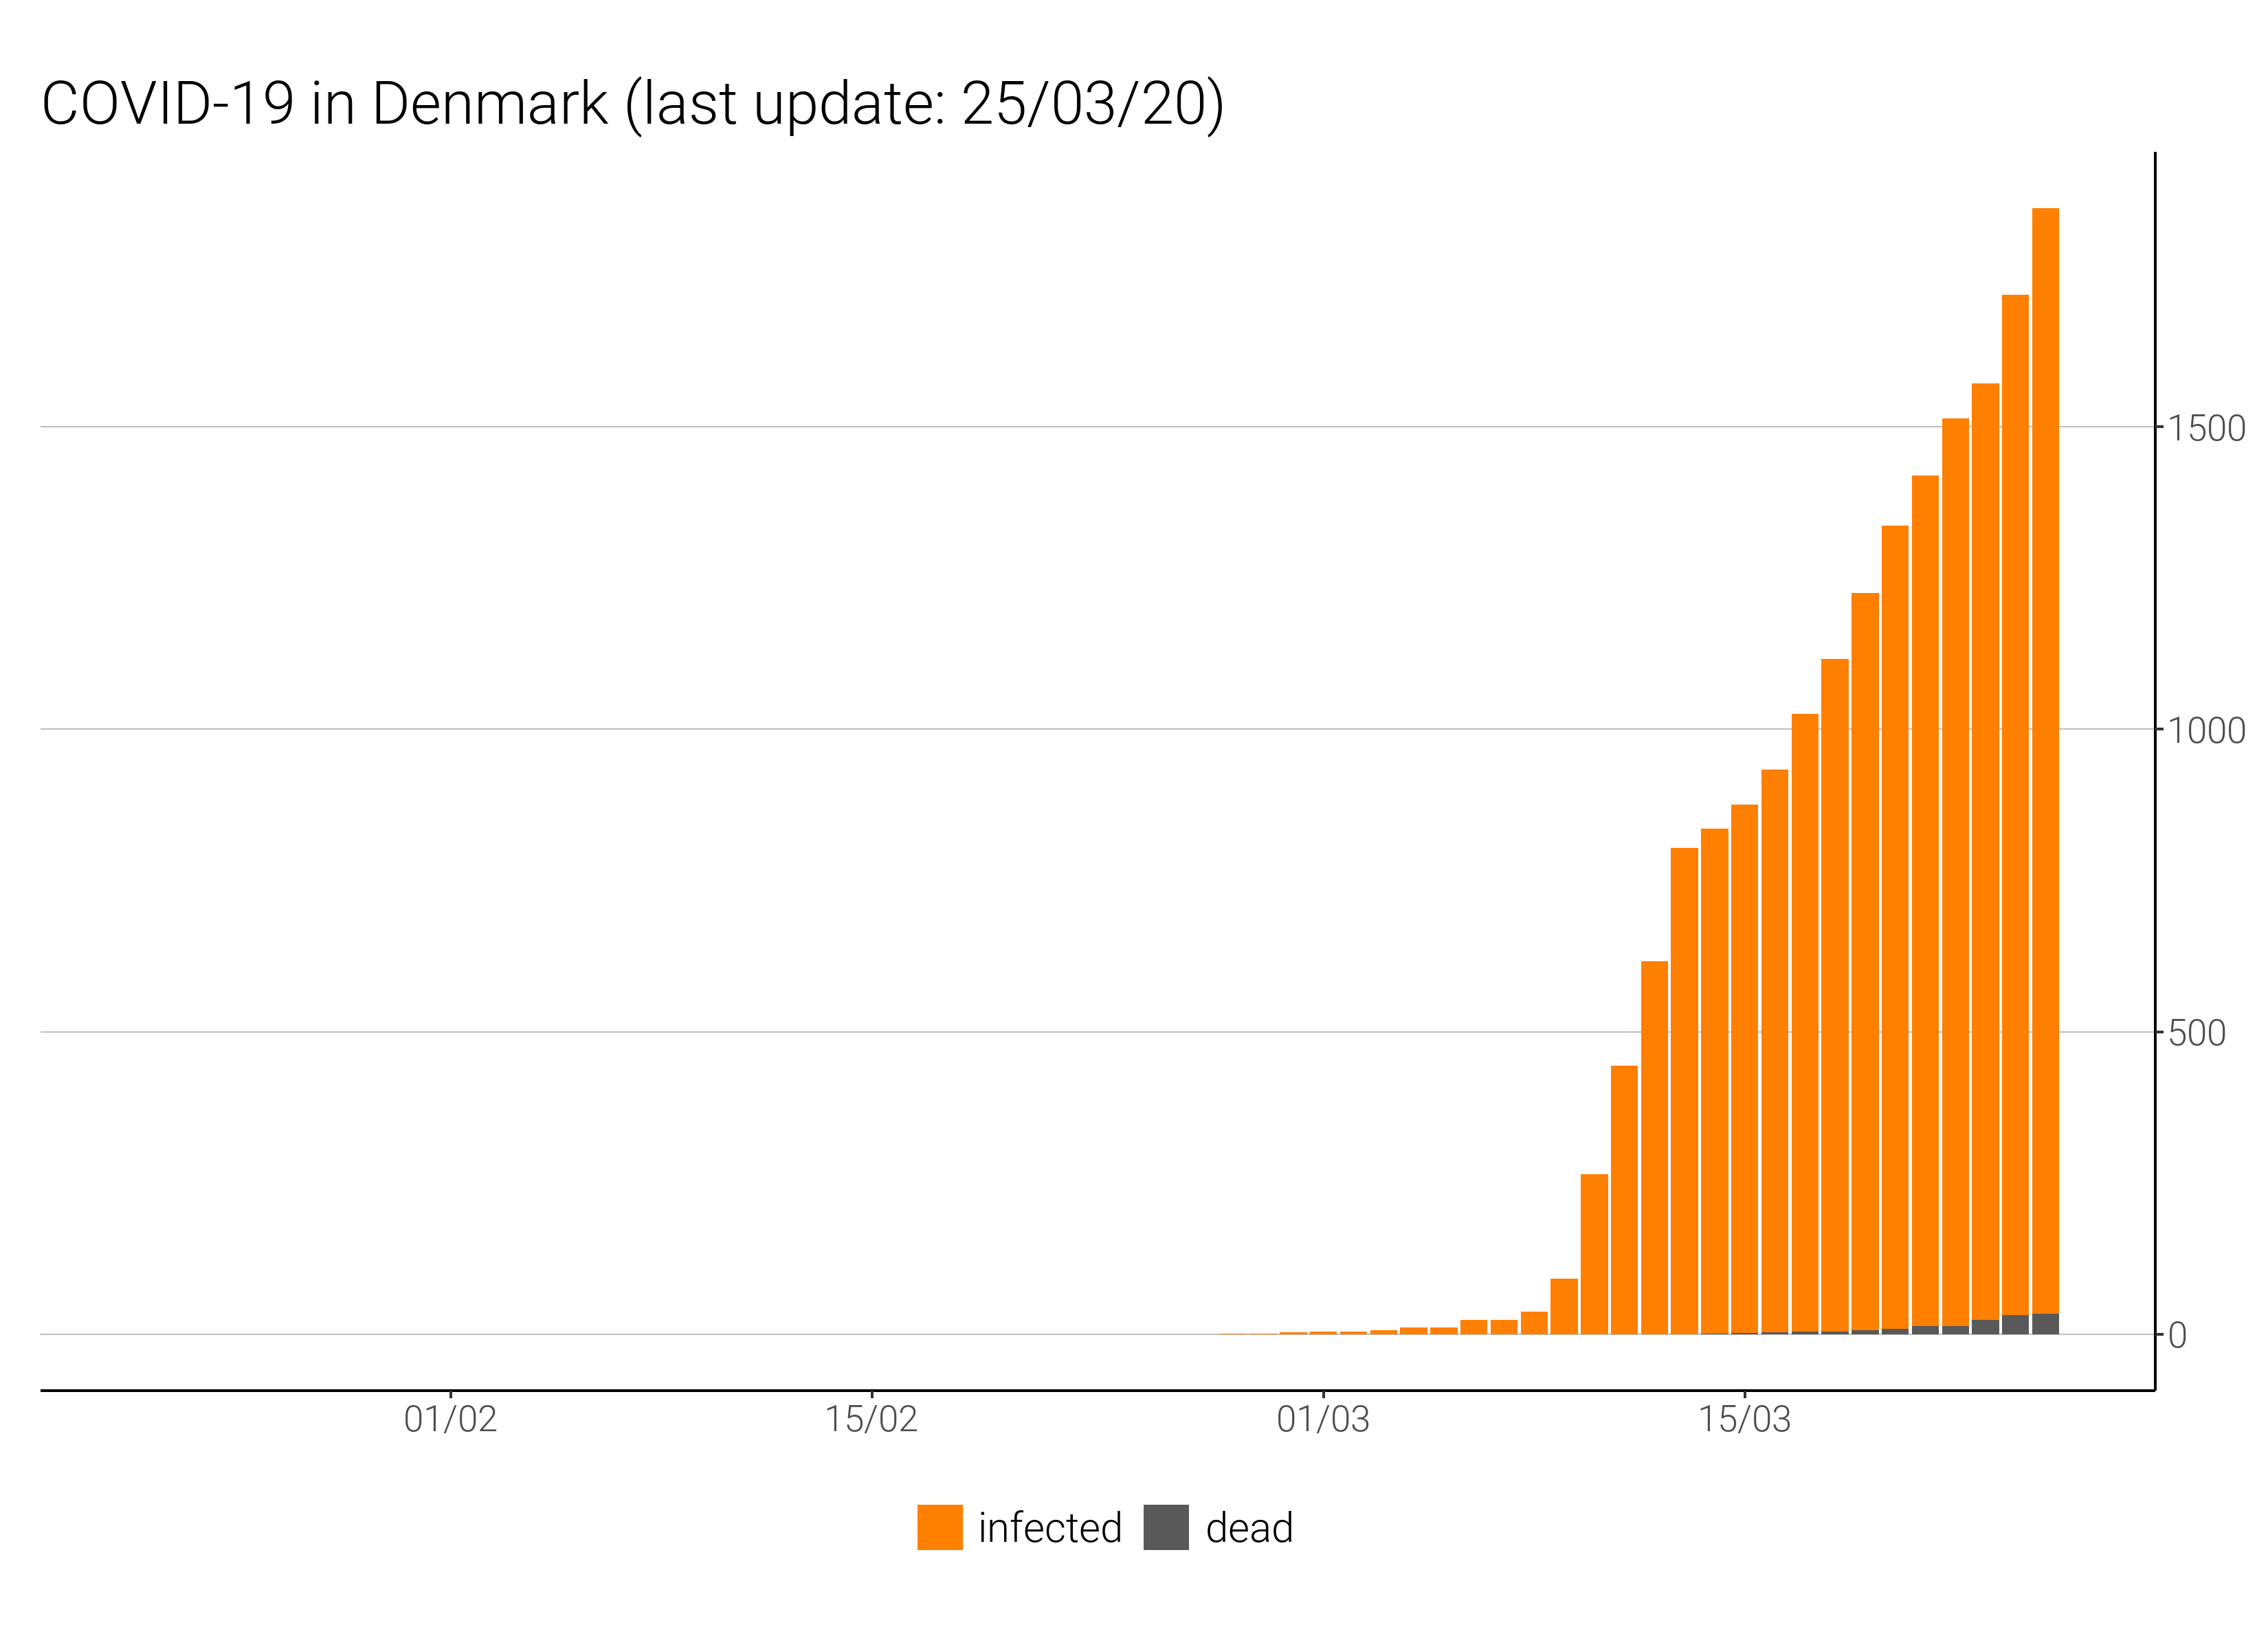 COVID-19 in Denmark (last update: 25/03/20)
1500
1000
500
0
01/02 15/02 01/03 15/03
infected dead